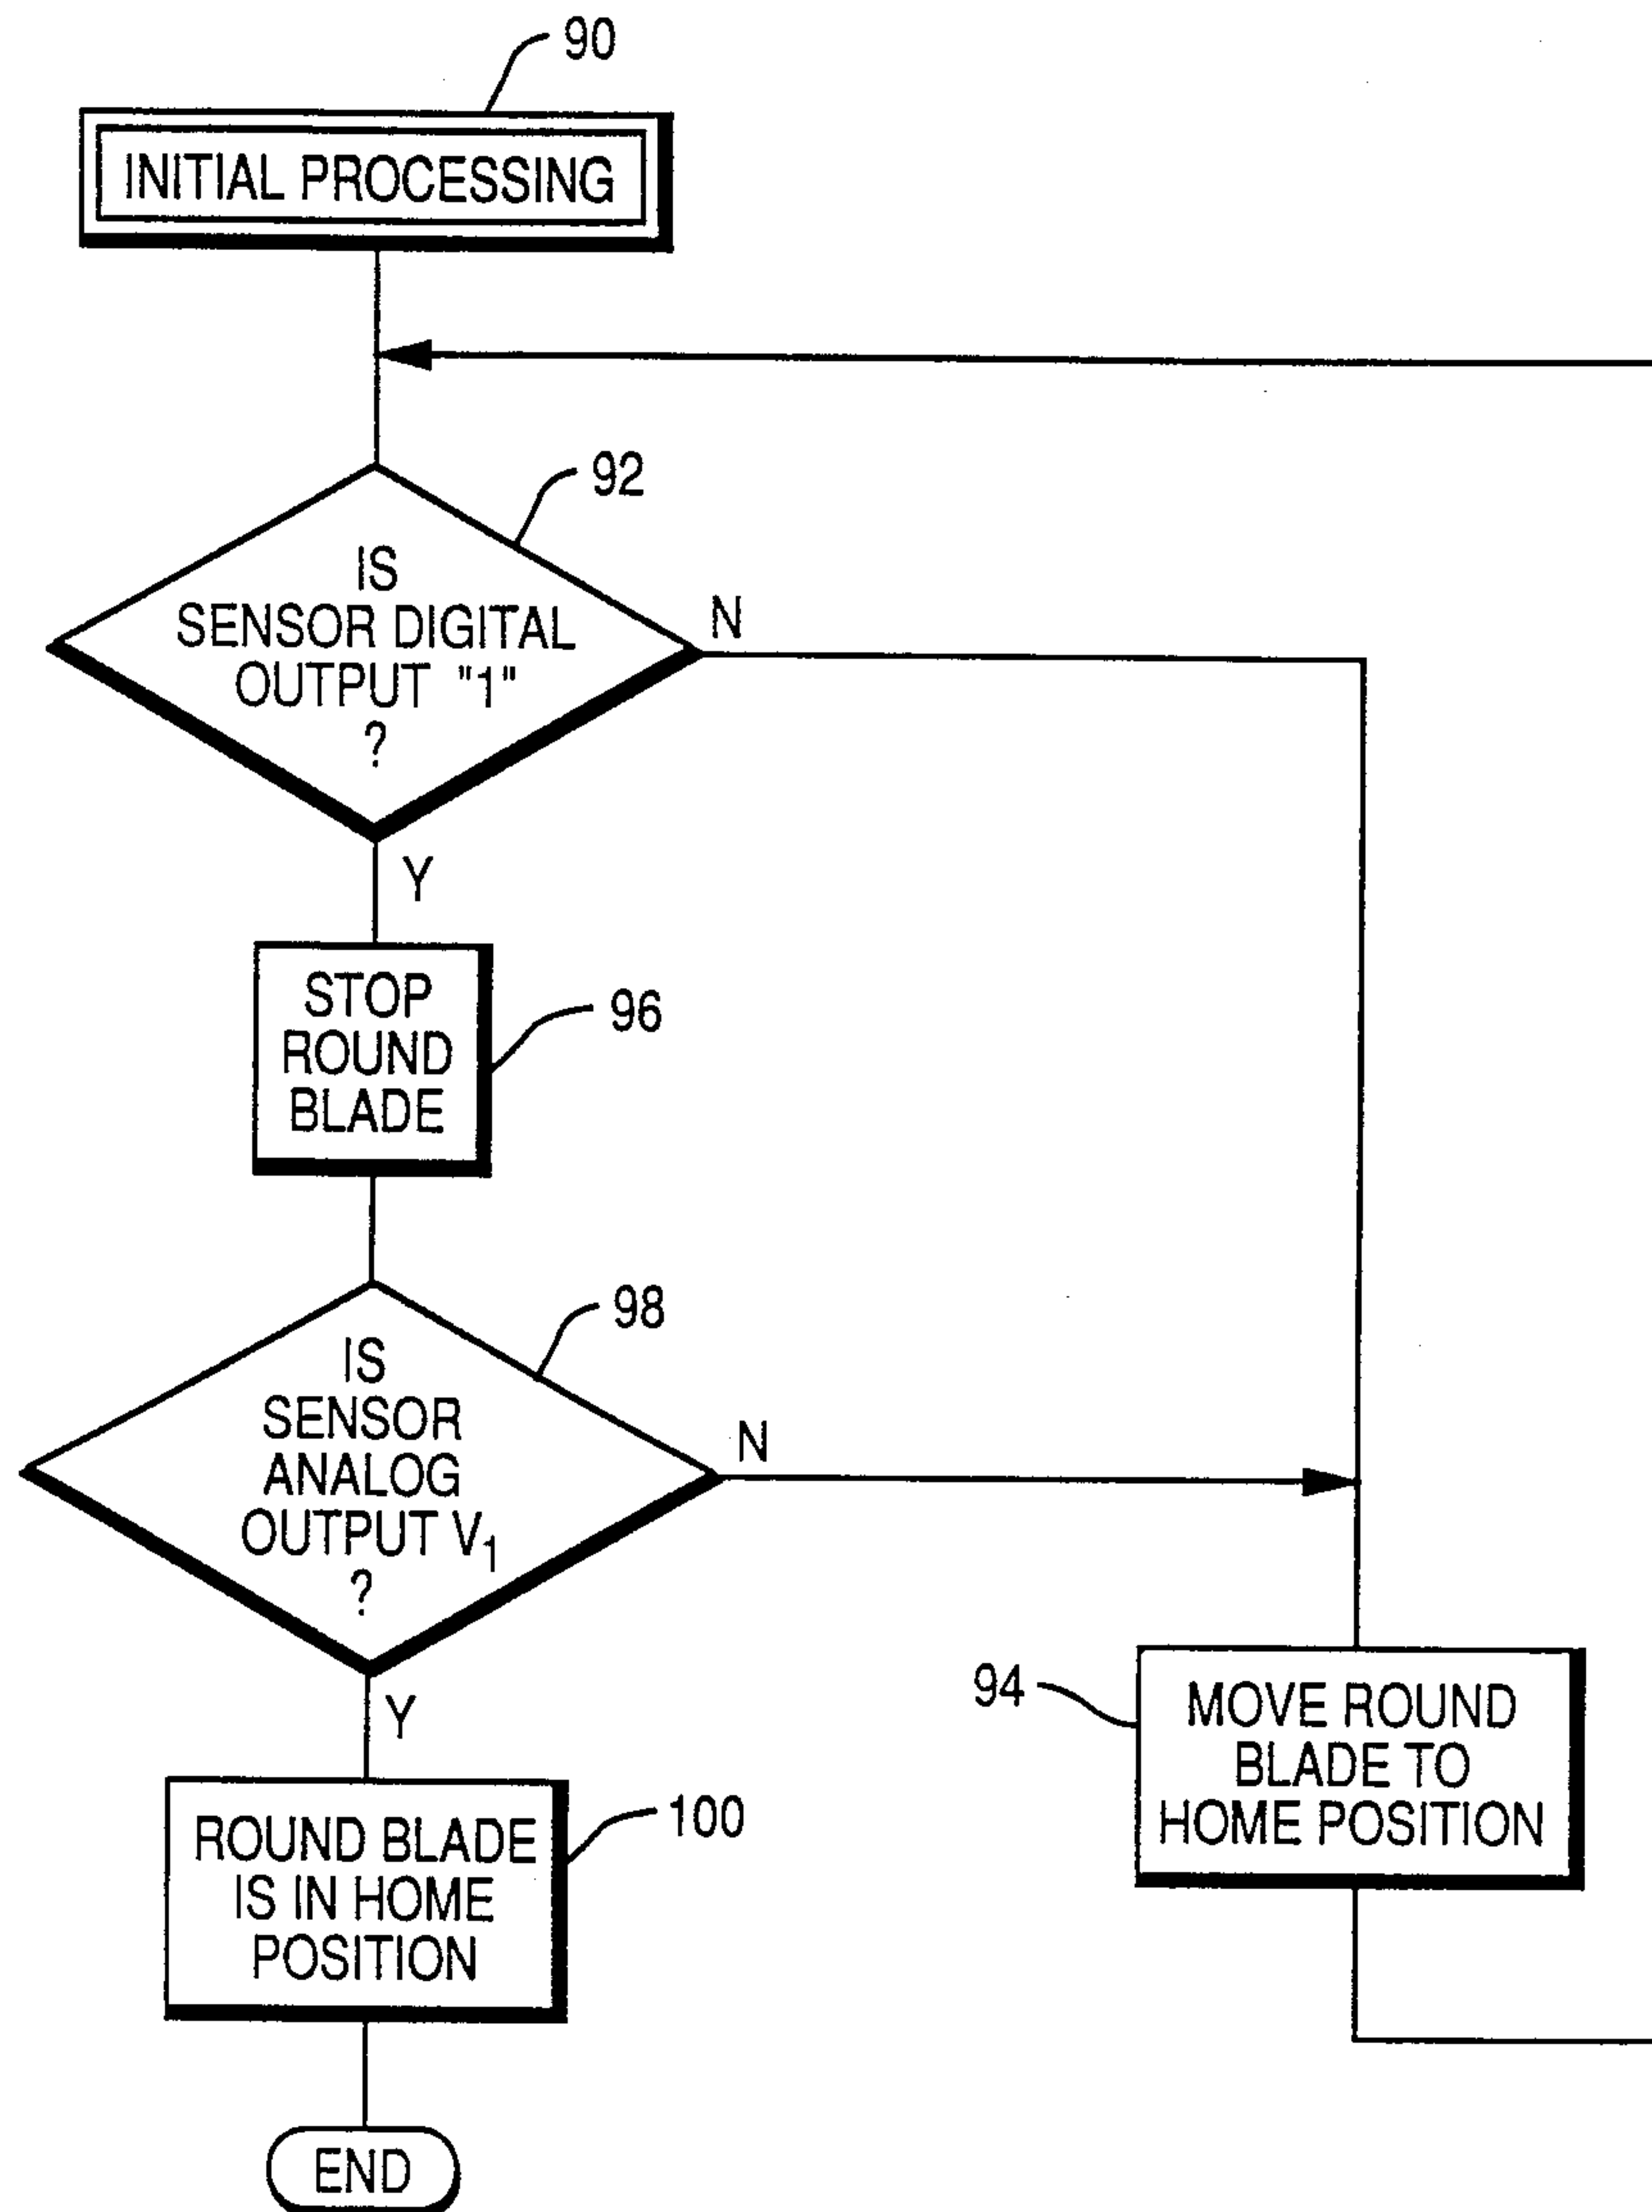 90
INITIAL PROCESSING
92
IS
SENSOR DIGITAL
OUTPUT "1"
?
N
Y
STOP
ROUND
BLADE
96
98
IS
SENSOR
ANALOG
OUTPUT V₁
?
N
Y
94
MOVE ROUND
BLADE TO
HOME POSITION
ROUND BLADE
IS IN HOME
POSITION
100
END